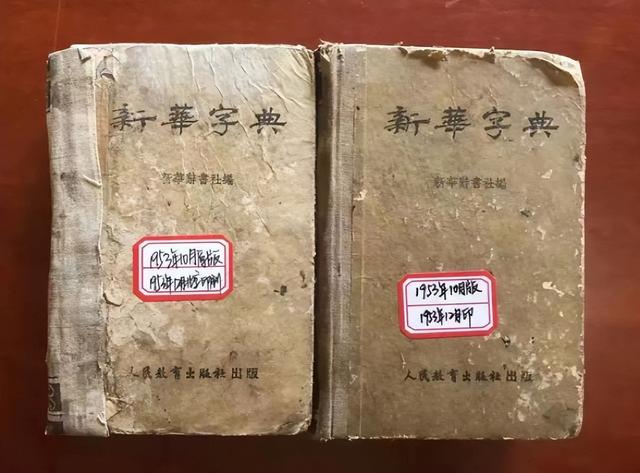 新華字典
新華辭書社編
1953年10月原版
人民教育出版社出版
新華字典
新華辭書社編
1953年10月版
1953年12月印
人民教育出版社出版